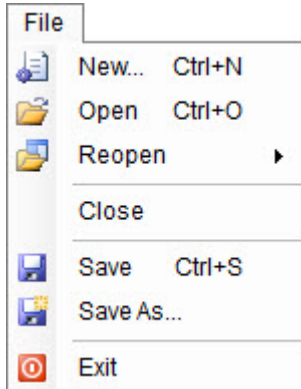 File
New... Ctrl+N
Open Ctrl+O
Reopen
Close
Save Ctrl+S
Save As...
Exit